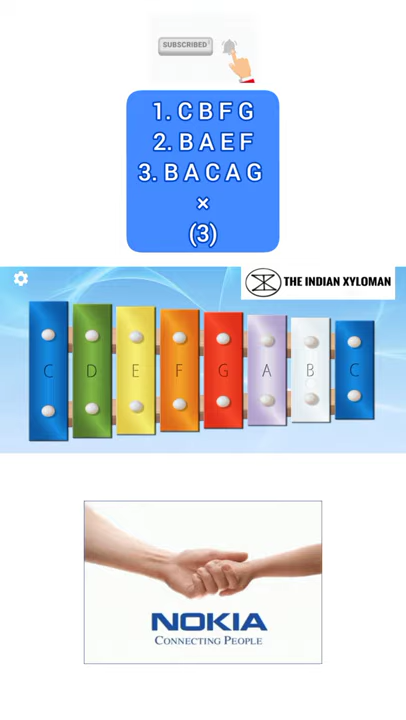 SUBSCRIBED
1. C B F G
2. B A E F
3. B A C A G
×
(3)
THE INDIAN XYLOMAN
C D E F G A B C
NOKIA
CONNECTING PEOPLE